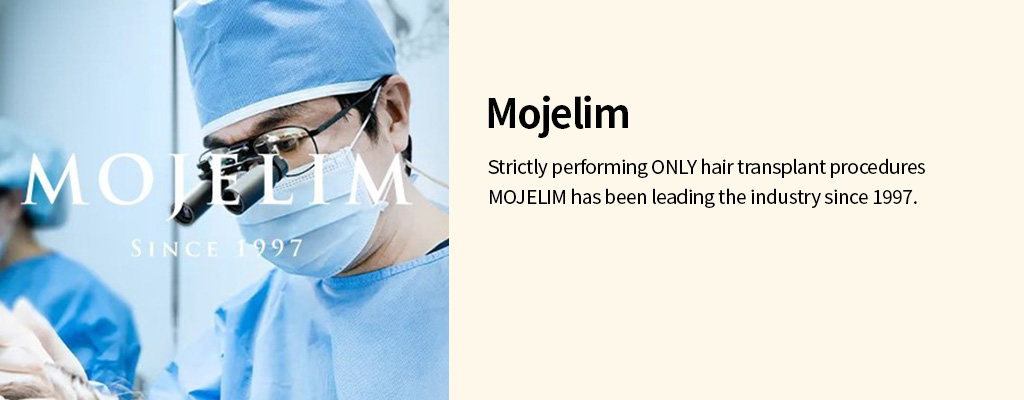 MOJELIM
SINCE 1997
Mojelim
Strictly performing ONLY hair transplant procedures
MOJELIM has been leading the industry since 1997.